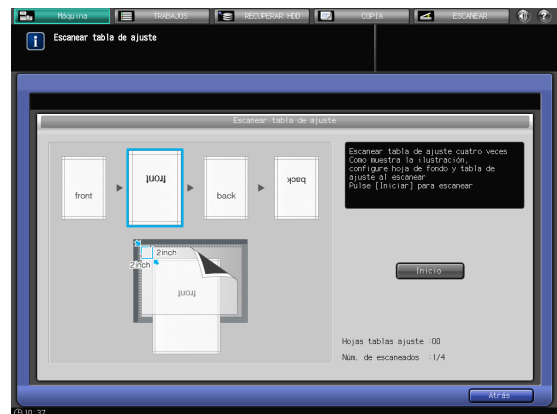 Máquina TRABAJOS RECUPERAR HDD COPIA ESCANEAR
Escanear tabla de ajuste
Escanear tabla de ajuste
front front back back
Escanear tabla de ajuste cuatro veces
Como muestra la ilustración,
configure hoja de fondo y tabla de
ajuste al escanear
Pulse [Iniciar] para escanear
2inch
2inch
front
Inicio
Hojas tablas ajuste :00
Núm. de escaneados :1/4
Atrás
10:37